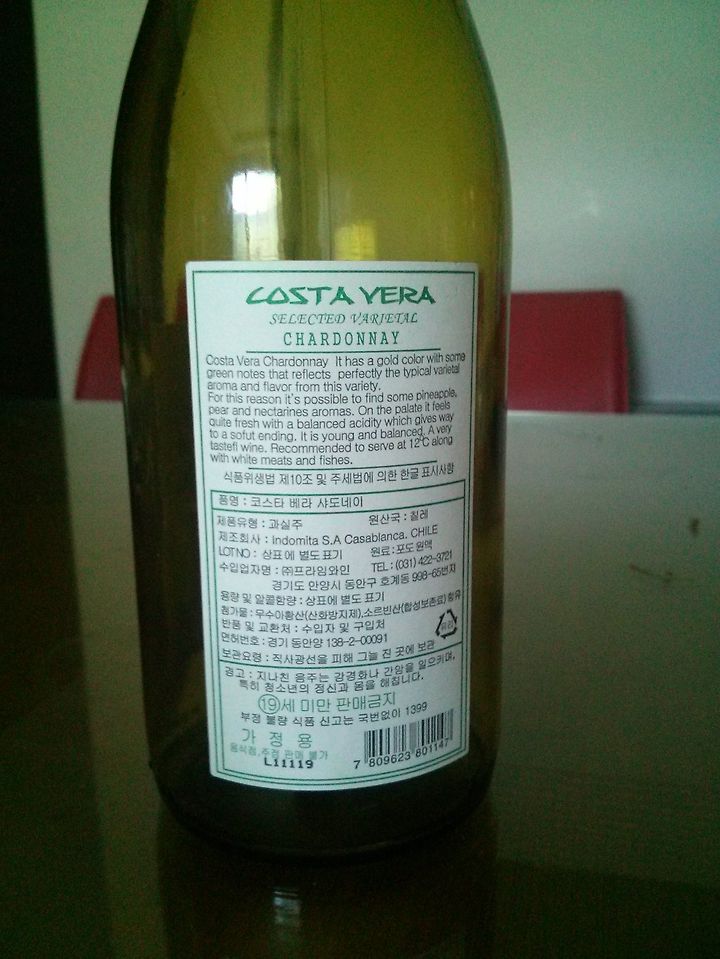 COSTA VERA
SELECTED VARIETAL
CHARDONNAY
Costa Vera Chardonnay It has a gold color with some
green notes that reflects perfectly the typical varietal
aroma and flavor from this variety.
For this reason it's possible to find some pineapple,
pear and nectarines aromas. On the palate it feels
quite fresh with a balanced acidity which gives way
to a sofut ending. It is young and balanced. A very
tastefl wine. Recommended to serve at 12°C along
with white meats and fishes.
식품위생법 제10조 및 주세법에 의한 한글 표시사항
품명 : 코스타 베라 샤도네이
제품유형 : 과실주 원산국 : 칠레
제조회사 : Indomita S.A Casablanca. CHILE
LOT NO : 상표에 별도 표기 원료 : 포도 원액
수입업자명 : ㈜프라임와인 TEL : (031) 422-3721
경기도 안양시 동안구 호계동 998-65번지
용량 및 알콜함량 : 상표에 별도 표기
첨가물 : 무수아황산(산화방지제),소르빈산(합성보존료) 함유
반품 및 교환처 : 수입자 및 구입처
면허번호 : 경기 동안양 138-2-00091
유리
보관요령 : 직사광선을 피해 그늘 진 곳에 보관
경고 : 지나친 음주는 간경화나 간암을 일으키며,
특히 청소년의 정신과 몸을 해칩니다.
19세 미만 판매금지
부정 불량 식품 신고는 국번없이 1399
가 정 용
음식점,주점 판매 불가
L11119
7 809623 801147